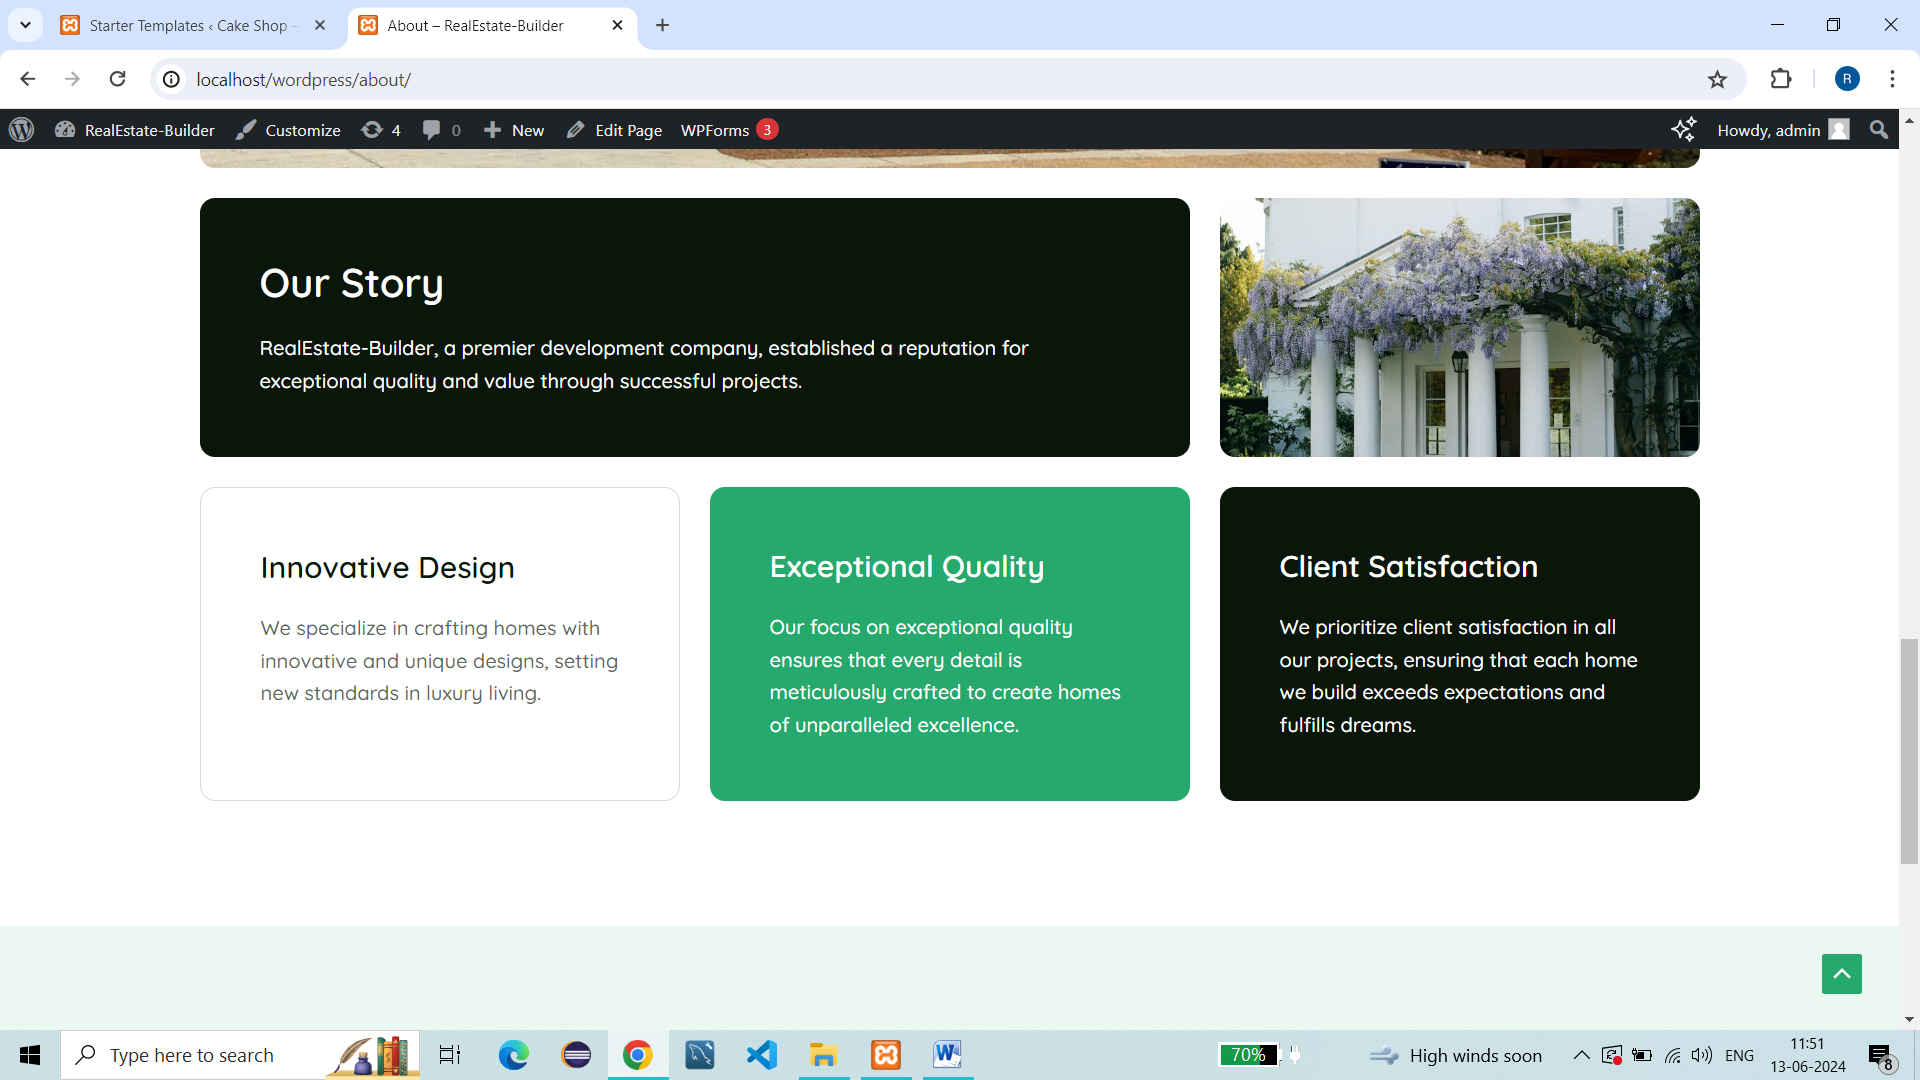 Starter Templates ‹ Cake Shop –
About – RealEstate-Builder
localhost/wordpress/about/
R
RealEstate-Builder
Customize
4
0
New
Edit Page
WPForms 3
Howdy, admin
Our Story
RealEstate-Builder, a premier development company, established a reputation for
exceptional quality and value through successful projects.
Innovative Design
We specialize in crafting homes with
innovative and unique designs, setting
new standards in luxury living.
Exceptional Quality
Our focus on exceptional quality
ensures that every detail is
meticulously crafted to create homes
of unparalleled excellence.
Client Satisfaction
We prioritize client satisfaction in all
our projects, ensuring that each home
we build exceeds expectations and
fulfills dreams.
Type here to search
70%
High winds soon
ENG
11:51
13-06-2024
8